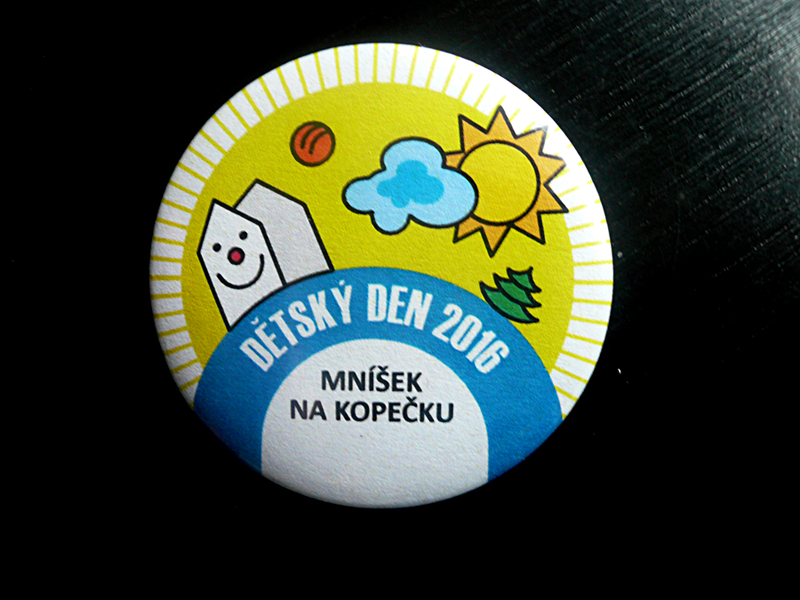 DĚTSKÝ DEN 2016
MNÍŠEK
NA KOPEČKU